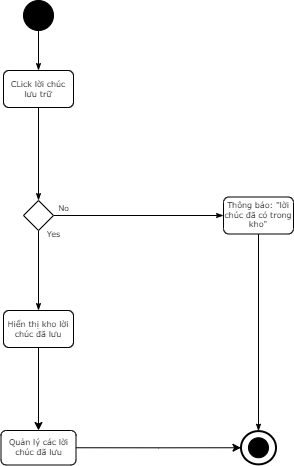 CLick lời chúc
lưu trữ
No
Thông báo: "lời
chúc đã có trong
kho"
Yes
Hiển thị kho lời
chúc đã lưu
Quản lý các lời
chúc đã lưu